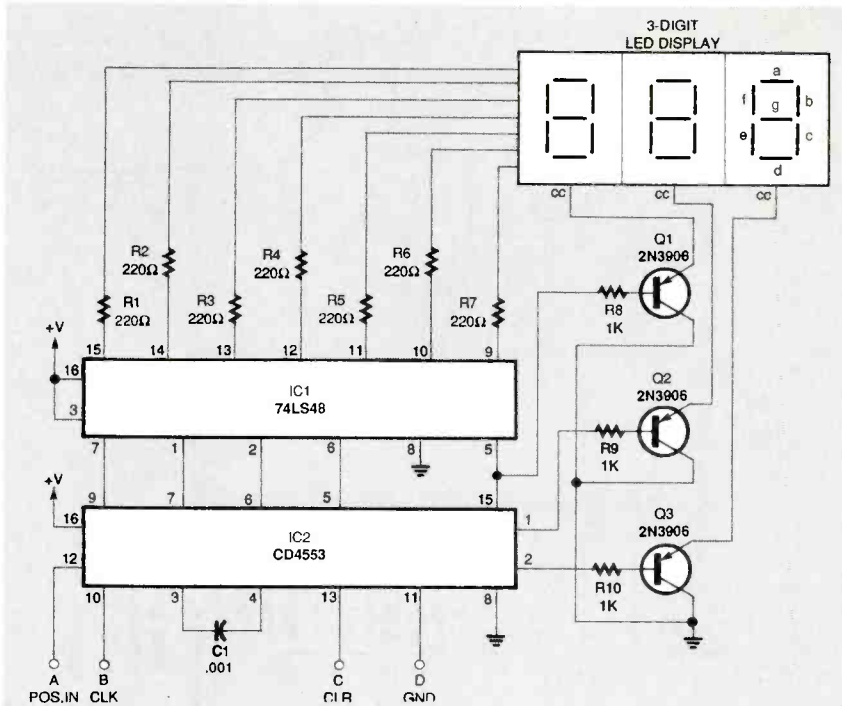 3-DIGIT
LED DISPLAY
a
f g b
e c
d
cc cc cc
R2
220Ω
R4
220Ω
R6
220Ω
Q1
2N3906
R1
220Ω
R3
220Ω
R5
220Ω
R7
220Ω
R8
1K
+V
15 14 13 12 11 10 9
16
3
IC1
74LS48
7 1 2 6 8 5
Q2
2N3906
R9
1K
+V
9 7 6 5 15
16
12
IC2
CD4553
1
2
10 3 4 13 11 8
Q3
2N3906
R10
1K
C1
.001
A B C D
POS.IN CLK CLR GND